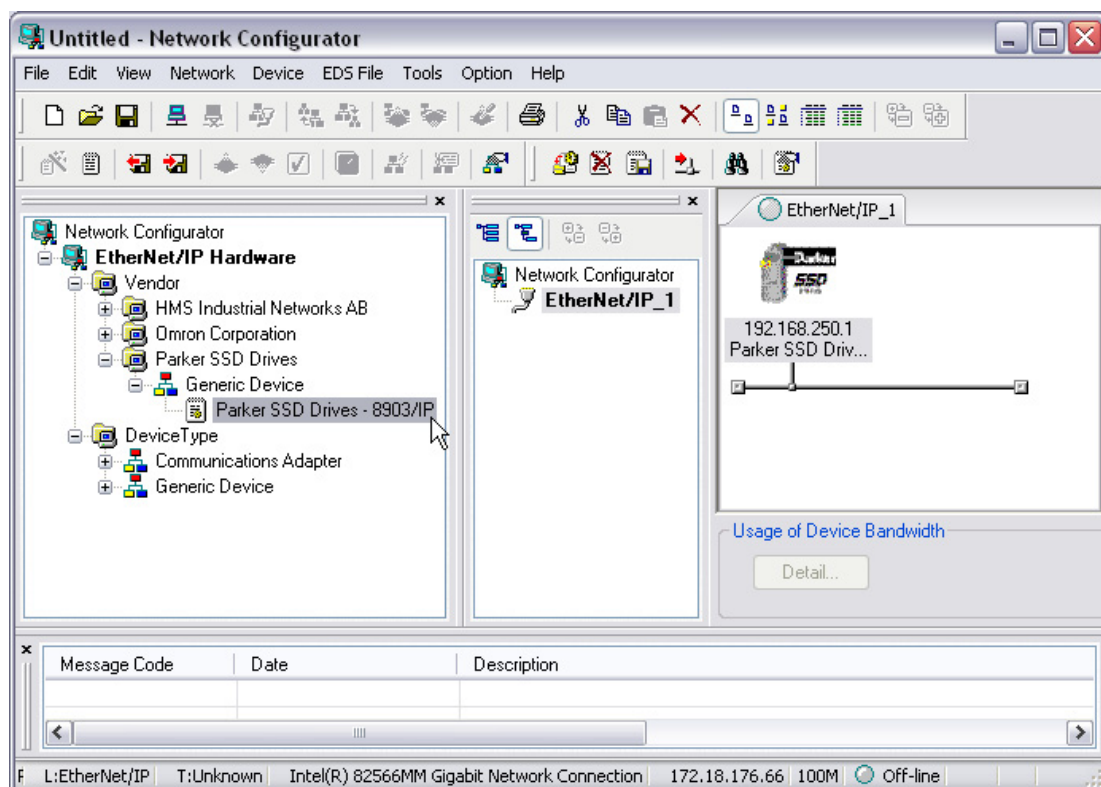 Untitled - Network Configurator
File Edit View Network Device EDS File Tools Option Help
Network Configurator
EtherNet/IP Hardware
Vendor
HMS Industrial Networks AB
Omron Corporation
Parker SSD Drives
Generic Device
Parker SSD Drives - 8903/IP
DeviceType
Communications Adapter
Generic Device
Network Configurator
EtherNet/IP_1
EtherNet/IP_1
Parker
SSD
192.168.250.1
Parker SSD Driv...
Usage of Device Bandwidth
Detail...
Message Code Date Description
L:EtherNet/IP T:Unknown Intel(R) 82566MM Gigabit Network Connection 172.18.176.66 100M Off-line